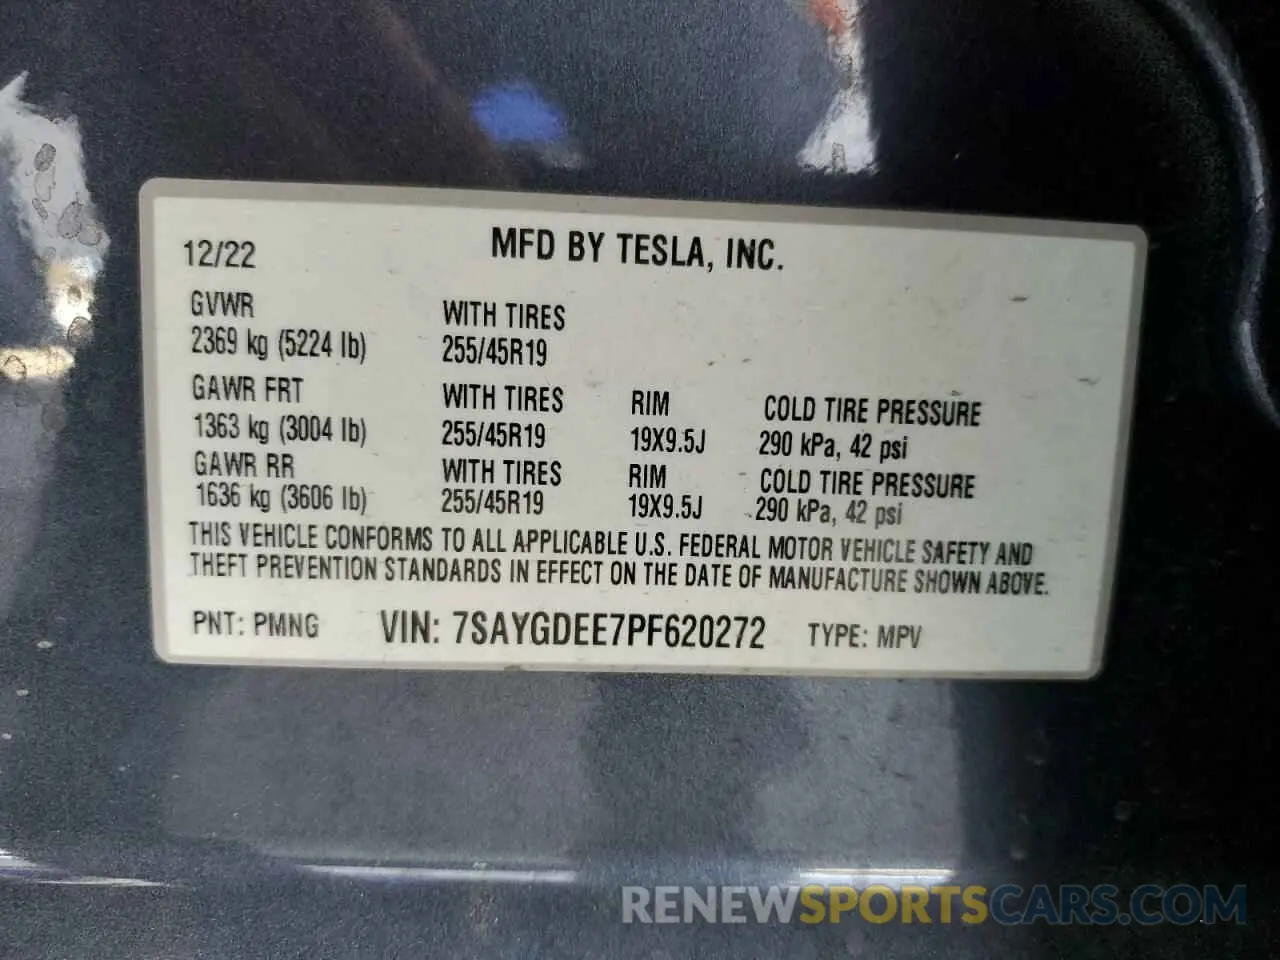 12/22 MFD BY TESLA, INC.
GVWR WITH TIRES
2369 kg (5224 lb) 255/45R19
GAWR FRT WITH TIRES RIM COLD TIRE PRESSURE
1363 kg (3004 lb) 255/45R19 19X9.5J 290 kPa, 42 psi
GAWR RR WITH TIRES RIM COLD TIRE PRESSURE
1636 kg (3606 lb) 255/45R19 19X9.5J 290 kPa, 42 psi
THIS VEHICLE CONFORMS TO ALL APPLICABLE U.S. FEDERAL MOTOR VEHICLE SAFETY AND
THEFT PREVENTION STANDARDS IN EFFECT ON THE DATE OF MANUFACTURE SHOWN ABOVE.
PNT: PMNG VIN: 7SAYGDEE7PF620272 TYPE: MPV
RENEWSPORTSCARS.COM